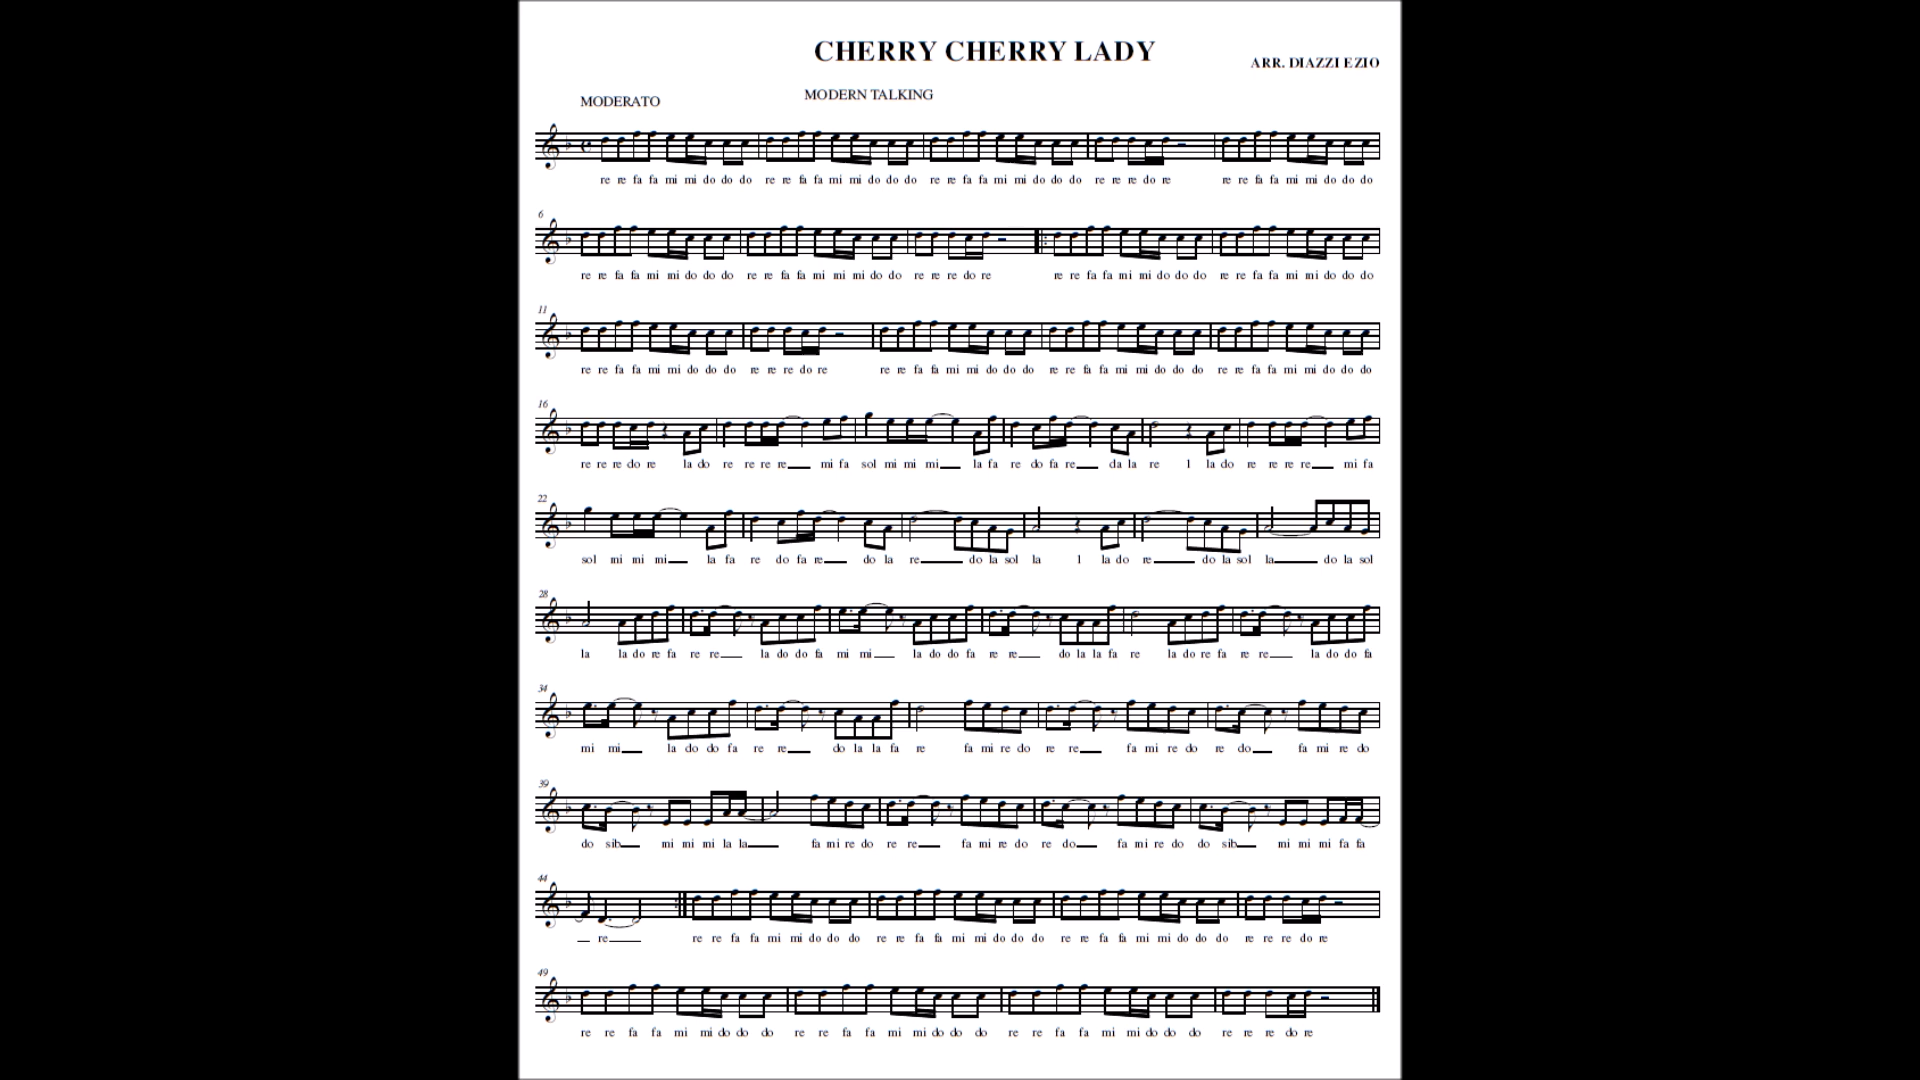 CHERRY CHERRY LADY
ARR. DIAZZI EZIO
MODERN TALKING
MODERATO
re re fa fa mi mi do do do re re fa fa mi mi do do do re re fa fa mi mi do do do re re re do re re re fa fa mi mi do do do
6
re re fa fa mi mi do do do re re fa fa mi mi mi do do re re re do re re re fa fa mi mi do do do re re fa fa mi mi do do do
11
re re fa fa mi mi do do do re re re do re re re fa fa mi mi do do do re re fa fa mi mi do do do re re fa fa mi mi do do do
16
re re re do re la do re re re re mi fa sol mi mi mi la fa re do fa re da la re l la do re re re re mi fa
22
sol mi mi mi la fa re do fa re do la re do la sol la l la do re do la sol la do la sol
28
la la do re fa re re la do do fa mi mi la do do fa re re do la la fa re la do re fa re re la do do fa
34
mi mi la do do fa re re do la la fa re fa mi re do re re fa mi re do re do fa mi re do
39
do sib mi mi mi la la fa mi re do re re fa mi re do re do fa mi re do do sib mi mi mi fa fa
44
re re re fa fa mi mi do do do re re fa fa mi mi do do do re re fa fa mi mi do do do re re re do re
49
re re fa fa mi mi do do do re re fa fa mi mi do do do re re fa fa mi mi do do do re re re do re